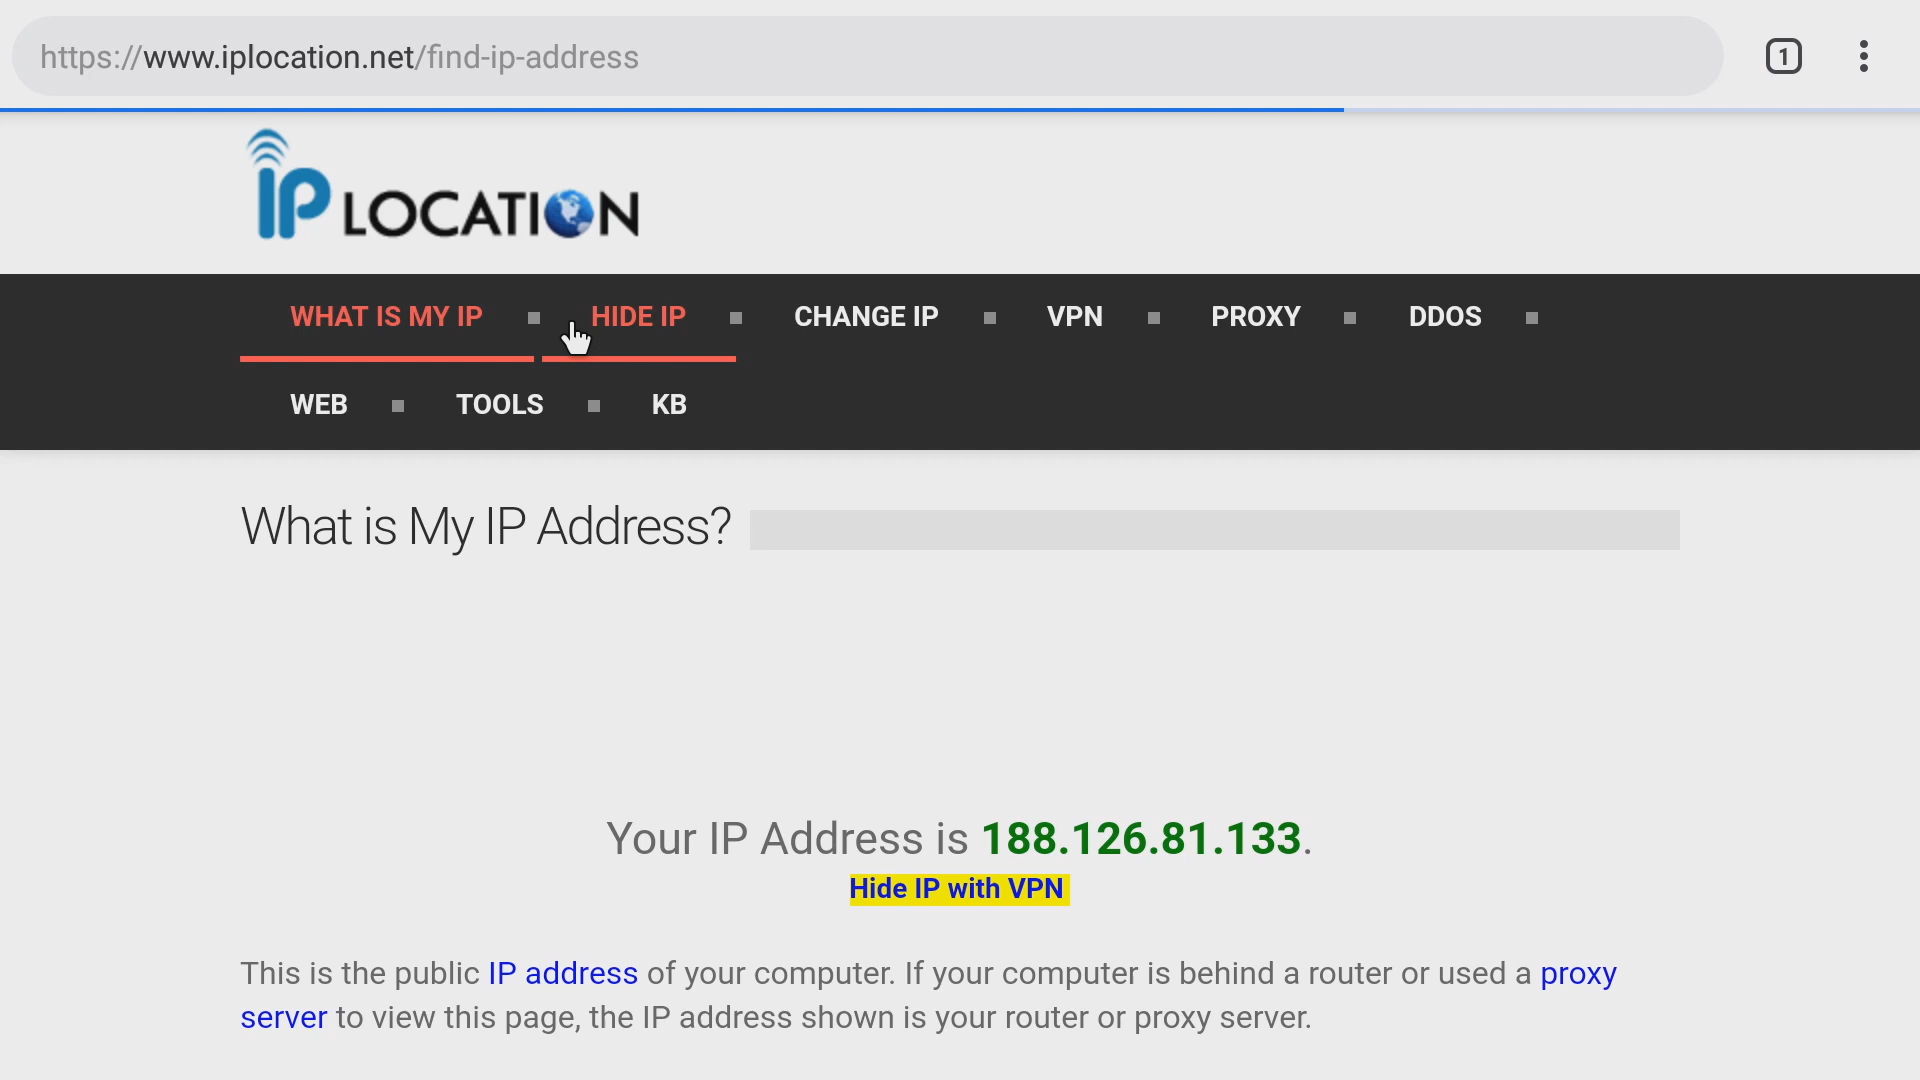 https://www.iplocation.net/find-ip-address
1
IP LOCATION
WHAT IS MY IP HIDE IP CHANGE IP VPN PROXY DDOS
WEB TOOLS KB
What is My IP Address?
Your IP Address is 188.126.81.133.
Hide IP with VPN
This is the public IP address of your computer. If your computer is behind a router or used a proxy
server to view this page, the IP address shown is your router or proxy server.